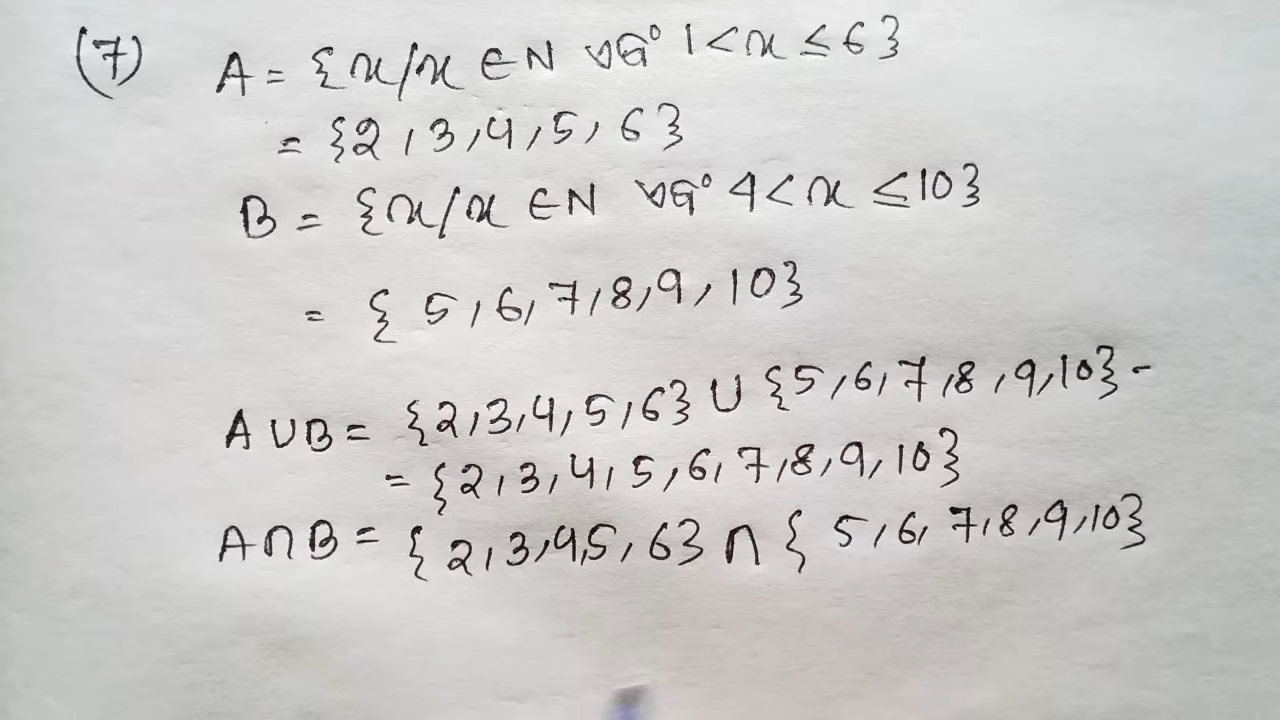 (7) A = {x/x ∈ N ଏବଂ 1 < x ≤ 6}
= {2,3,4,5,6}
B = {x/x ∈ N ଏବଂ 4 < x ≤ 10}
= {5,6,7,8,9,10}
A ∪ B = {2,3,4,5,6} ∪ {5,6,7,8,9,10} -
= {2,3,4,5,6,7,8,9,10}
A ∩ B = {2,3,4,5,6} ∩ {5,6,7,8,9,10}